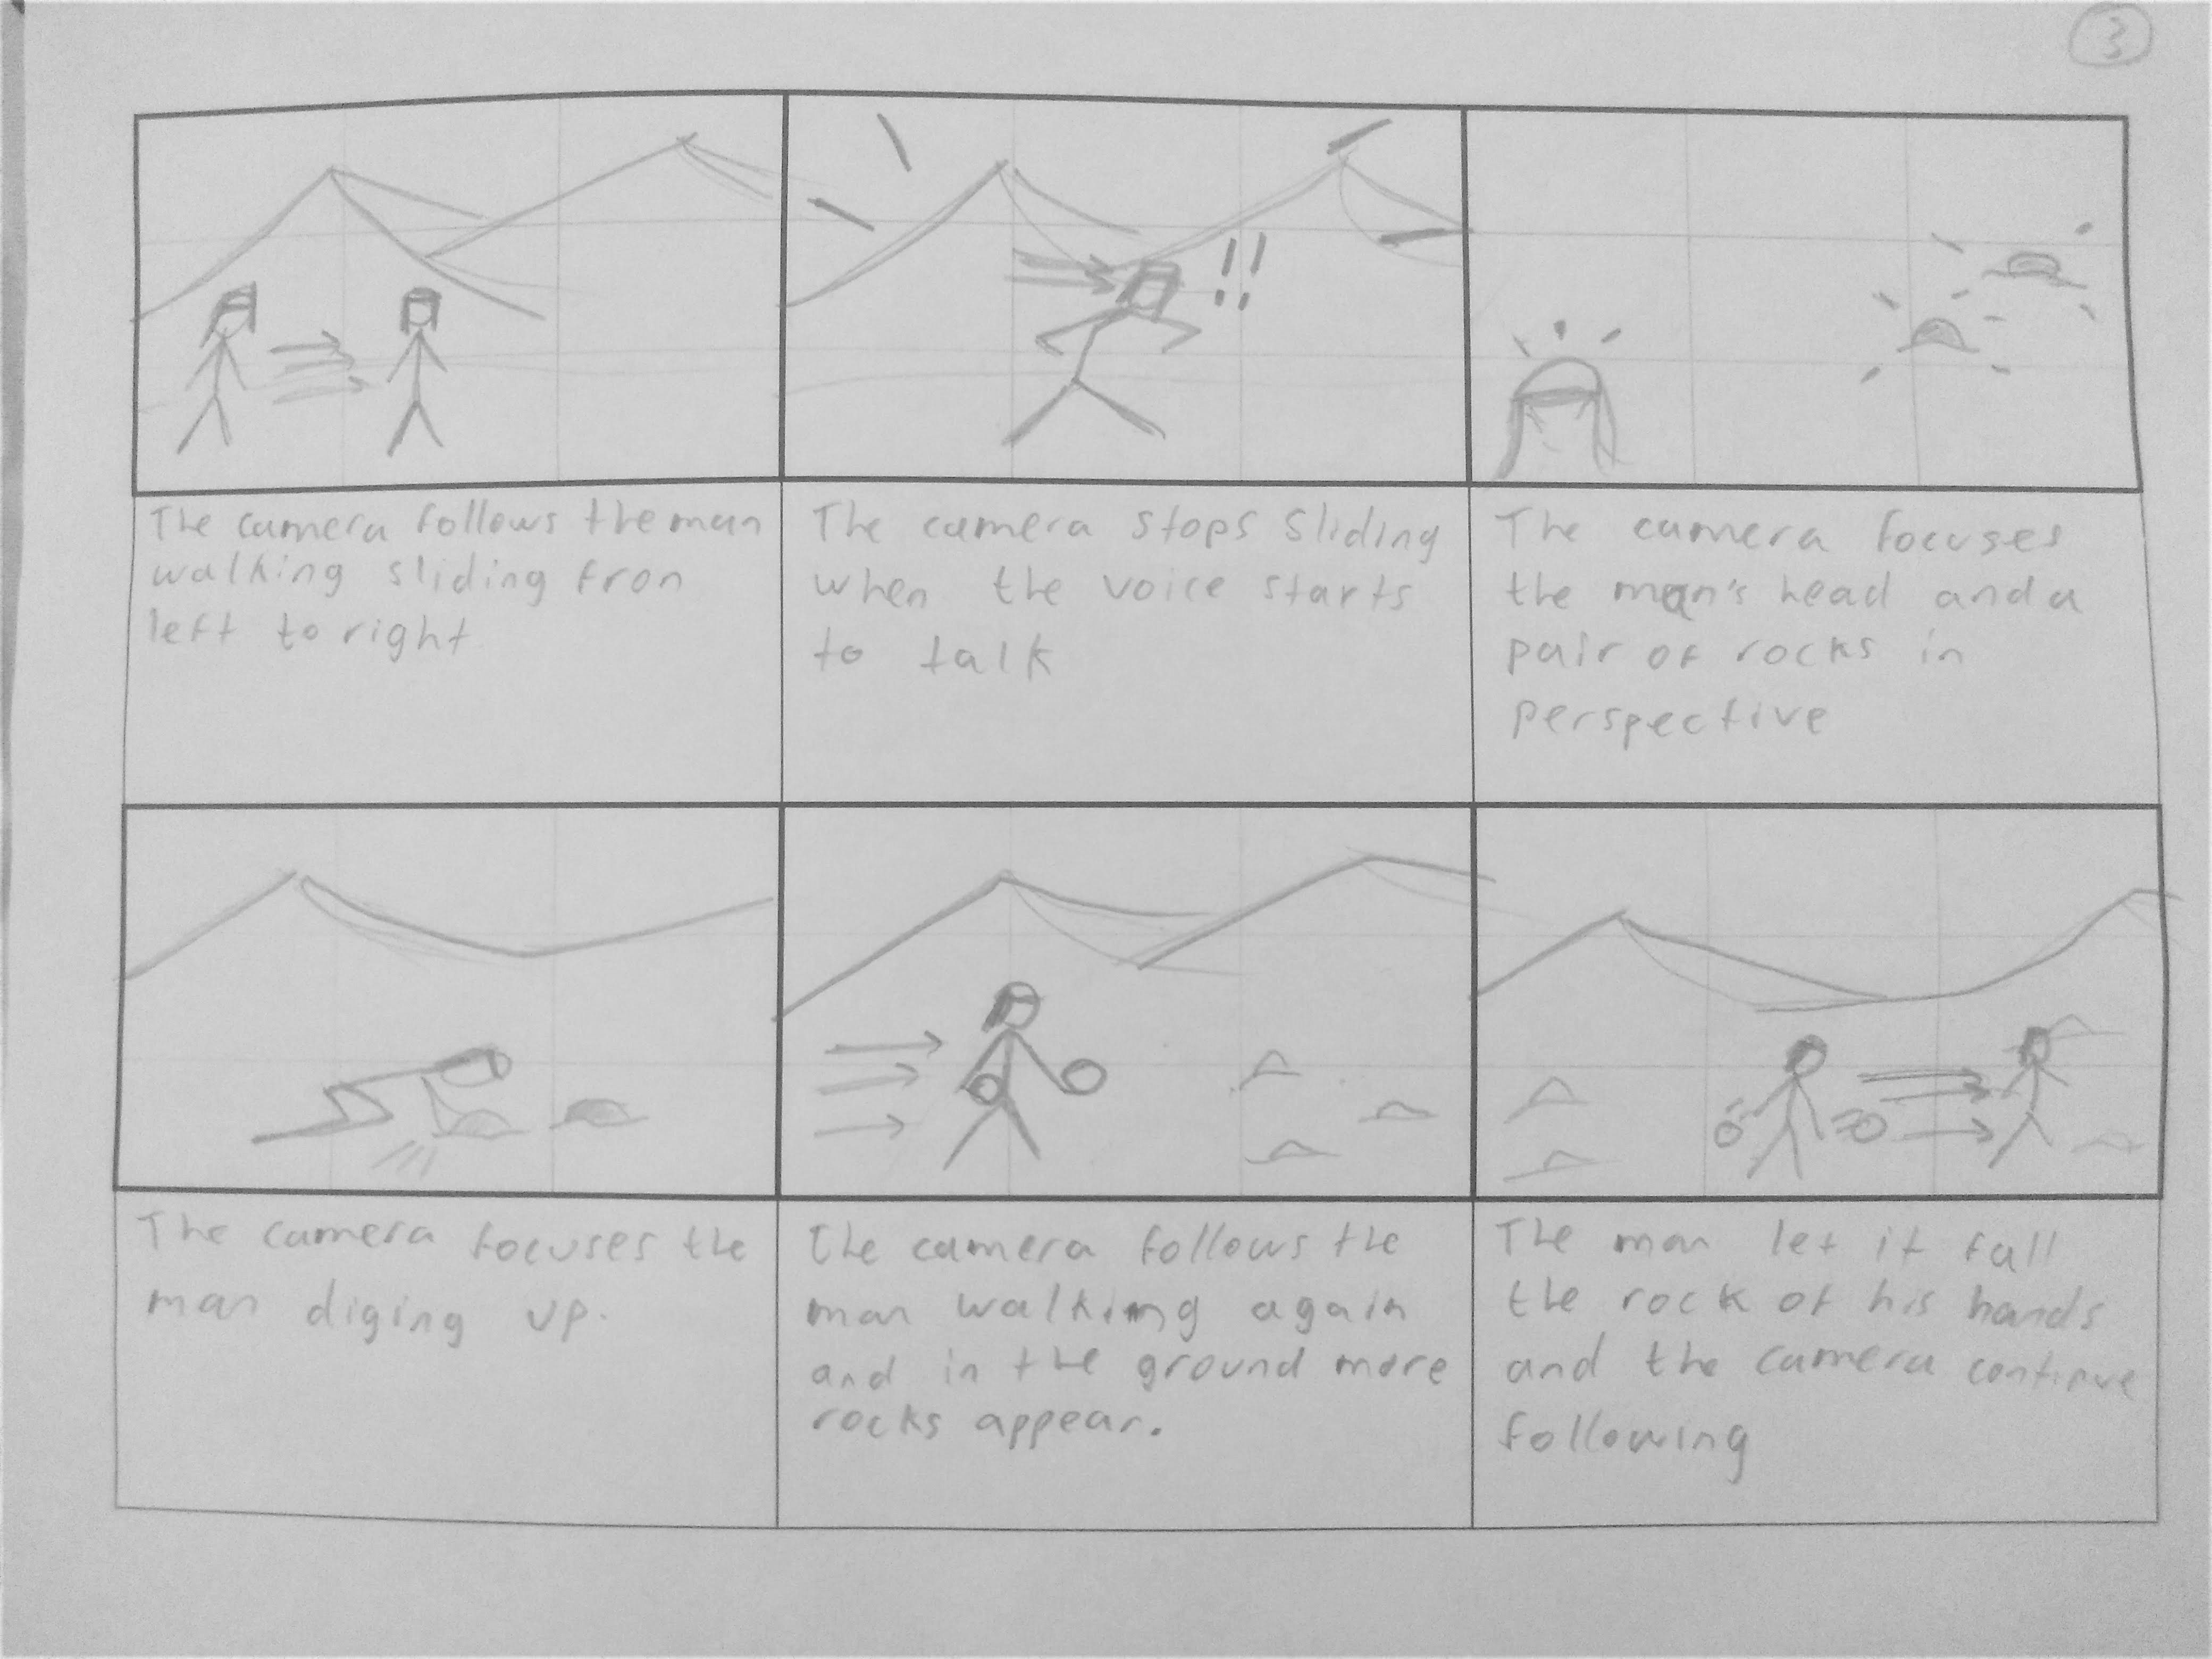 3
The camera follows the man
walking sliding fron
left to right
!!
The camera stops sliding
when the voice starts
to talk
The camera focuses
the man's head and a
pair of rocks in
perspective
The camera focuses the
man diging up.
The camera follows the
man walking again
and in the ground more
rocks appear.
The man let it fall
the rock of his hands
and the camera continue
following